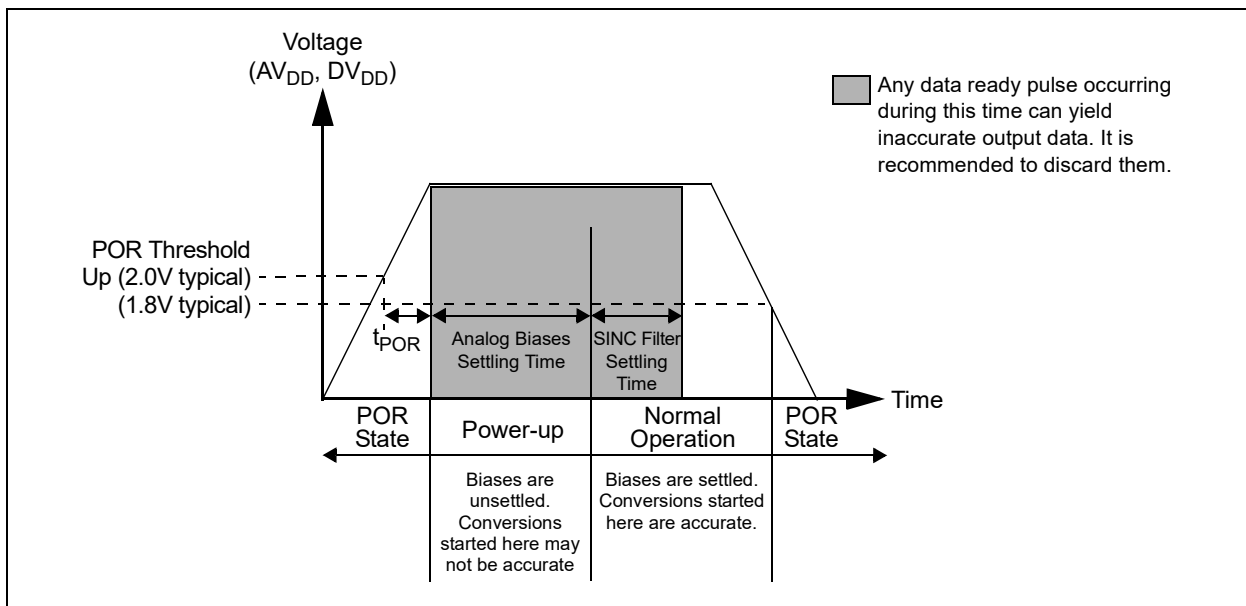 Voltage
(AVDD, DVDD)
Any data ready pulse occurring
during this time can yield
inaccurate output data. It is
recommended to discard them.
POR Threshold
Up (2.0V typical)
(1.8V typical)
tPOR
Analog Biases
Settling Time
SINC Filter
Settling
Time
Time
POR
State
Power-up
Normal
Operation
POR
State
Biases are
unsettled.
Conversions
started here may
not be accurate
Biases are settled.
Conversions started
here are accurate.